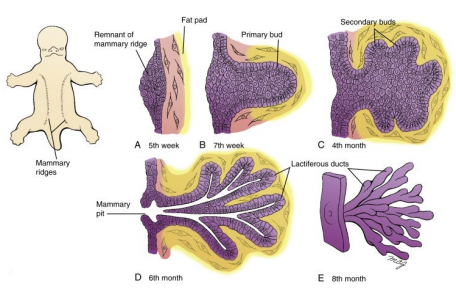 Mammary
ridges
Remnant of
mammary ridge
Fat pad
A 5th week
Primary bud
B 7th week
Secondary buds
C 4th month
Mammary
pit
D 6th month
Lactiferous ducts
E 8th month